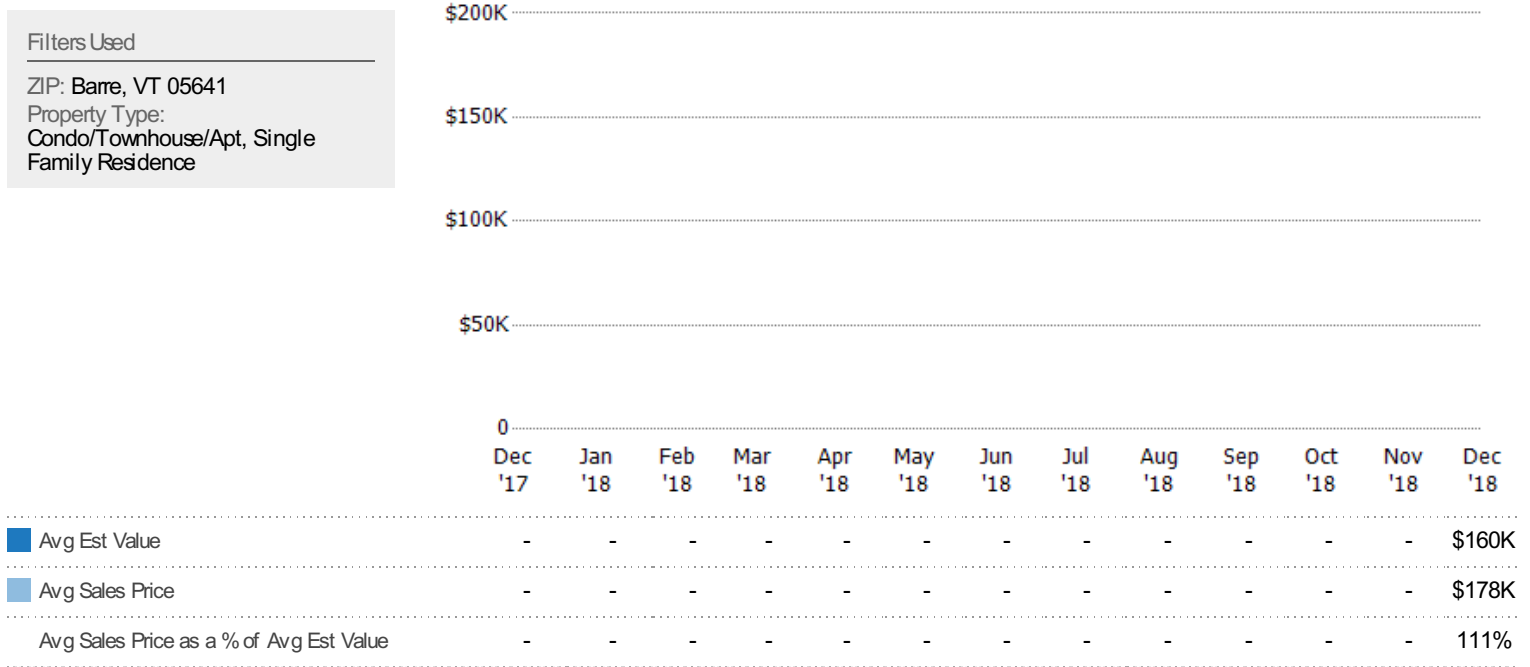 Filters Used
ZIP: Barre, VT 05641
Property Type:
Condo/Townhouse/Apt, Single
Family Residence
$200K
$150K
$100K
$50K
0
Dec Jan Feb Mar Apr May Jun Jul Aug Sep Oct Nov Dec
'17 '18 '18 '18 '18 '18 '18 '18 '18 '18 '18 '18 '18
Avg Est Value - - - - - - - - - - - - $160K
Avg Sales Price - - - - - - - - - - - - $178K
Avg Sales Price as a % of Avg Est Value - - - - - - - - - - - - 111%